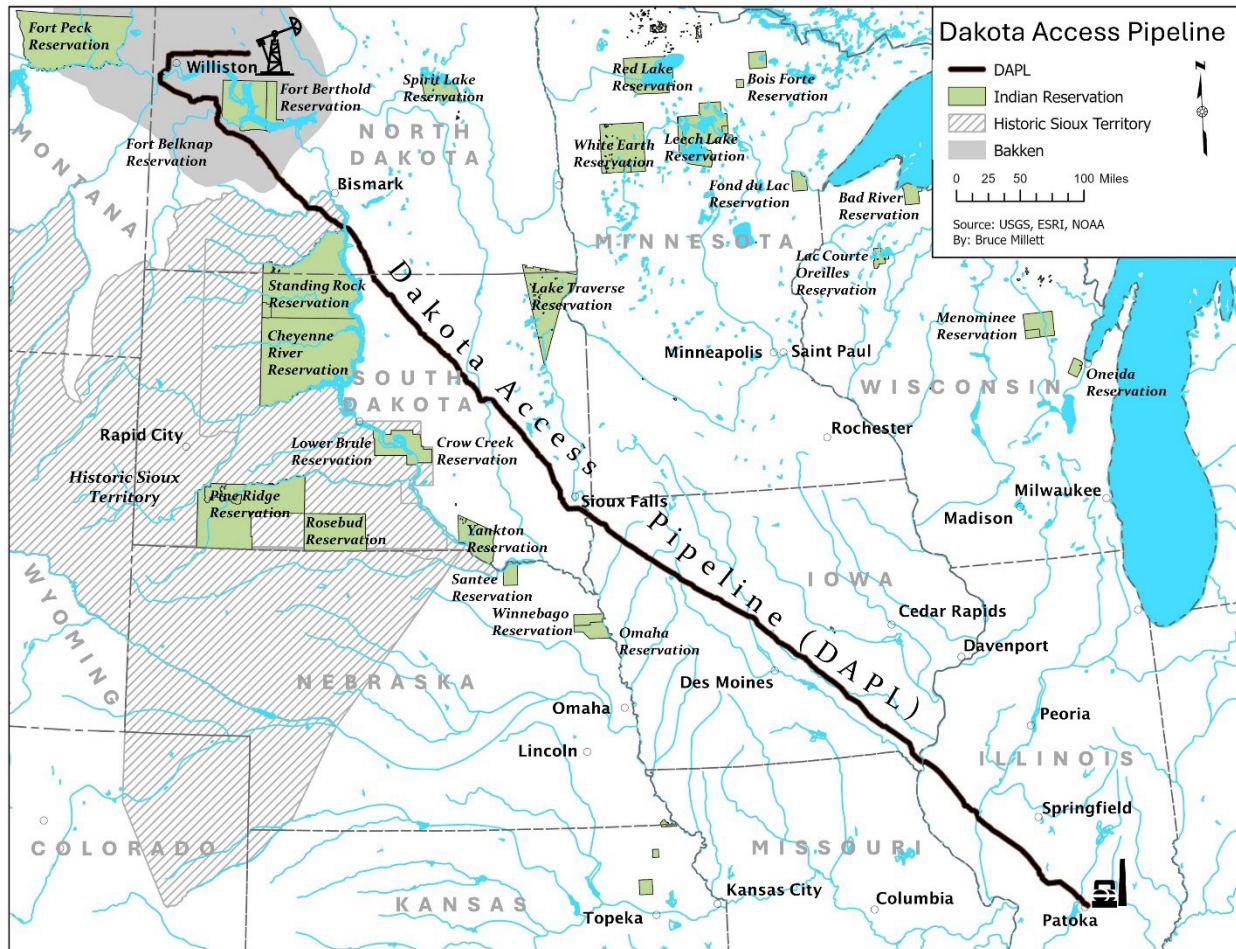 Dakota Access Pipeline
DAPL
Indian Reservation
Historic Sioux Territory
Bakken
N
0 25 50 100 Miles
Source: USGS, ESRI, NOAA
By: Bruce Millett
Fort Peck
Reservation
Williston
Fort Berthold
Reservation
Spirit Lake
Reservation
Red Lake
Reservation
Bois Forte
Reservation
MONTANA
Fort Belknap
Reservation
NORTH
DAKOTA
White Earth
Reservation
Leech Lake
Reservation
Bismark
Fond du Lac
Reservation
Bad River
Reservation
MINNESOTA
Lac Courte
Oreilles
Reservation
Standing Rock
Reservation
Lake Traverse
Reservation
Dakota Access
Pipeline (DAPL)
Cheyenne
River
Reservation
Menominee
Reservation
Minneapolis
Saint Paul
Oneida
Reservation
SOUTH
DAKOTA
WISCONSIN
Rapid City
Lower Brule
Reservation
Crow Creek
Reservation
Rochester
Historic Sioux
Territory
Pine Ridge
Reservation
Rosebud
Reservation
Sioux Falls
Milwaukee
Madison
Yankton
Reservation
WYOMING
Santee
Reservation
IOWA
Winnebago
Reservation
Omaha
Reservation
Cedar Rapids
Davenport
NEBRASKA
Des Moines
Omaha
Peoria
Lincoln
ILLINOIS
Springfield
COLORADO
MISSOURI
Kansas City
Columbia
KANSAS
Topeka
Patoka